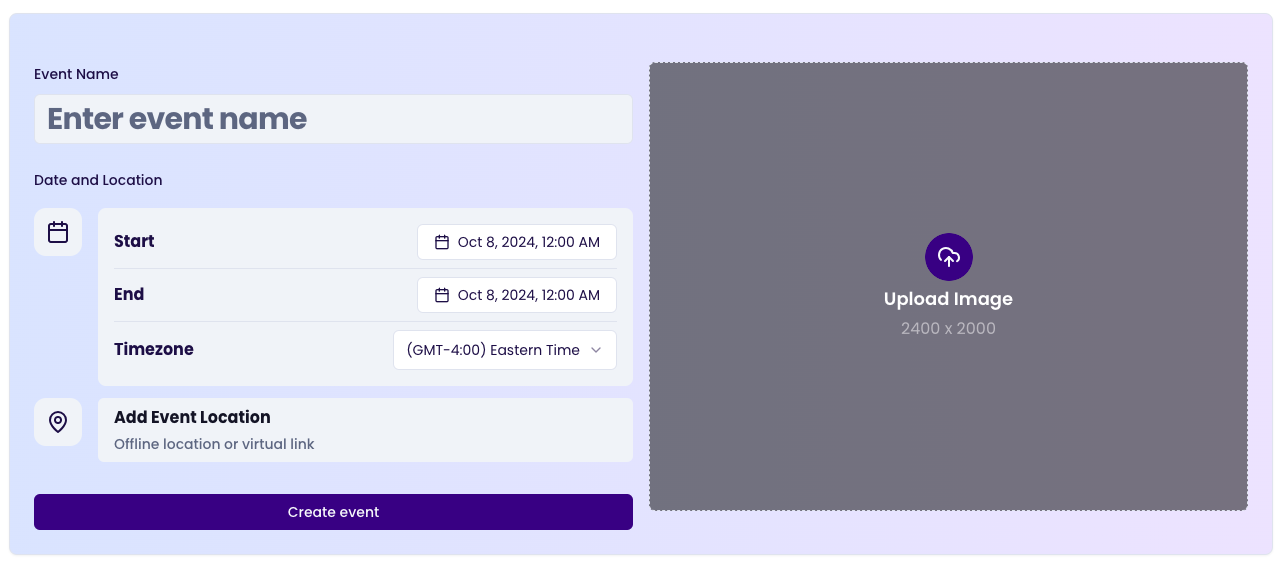 Event Name
Enter event name
Date and Location
Start
Oct 8, 2024, 12:00 AM
End
Oct 8, 2024, 12:00 AM
Timezone
(GMT-4:00) Eastern Time
Add Event Location
Offline location or virtual link
Create event
Upload Image
2400 x 2000